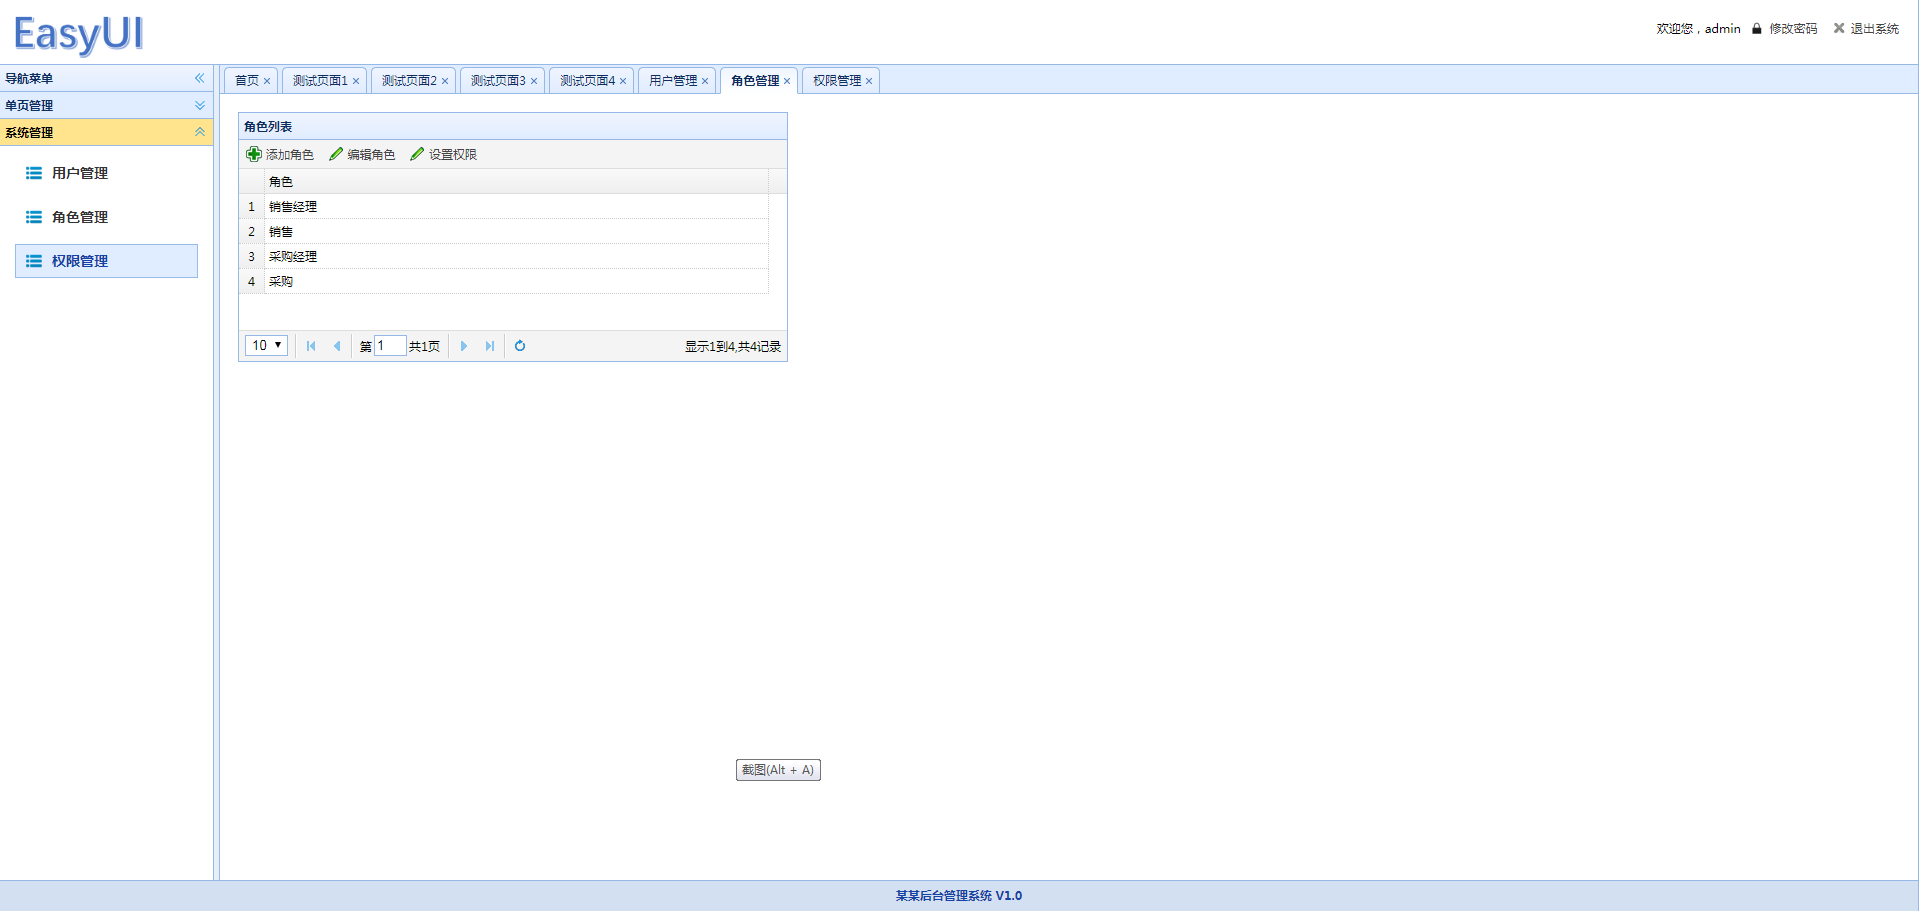 EasyUI
欢迎您，admin 修改密码 退出系统
导航菜单
单页管理
系统管理
用户管理
角色管理
权限管理
首页 测试页面1 测试页面2 测试页面3 测试页面4 用户管理 角色管理 权限管理
角色列表
添加角色 编辑角色 设置权限
角色
1 销售经理
2 销售
3 采购经理
4 采购
10 第 1 共1页 显示1到4,共4记录
截图(Alt + A)
某某后台管理系统 V1.0